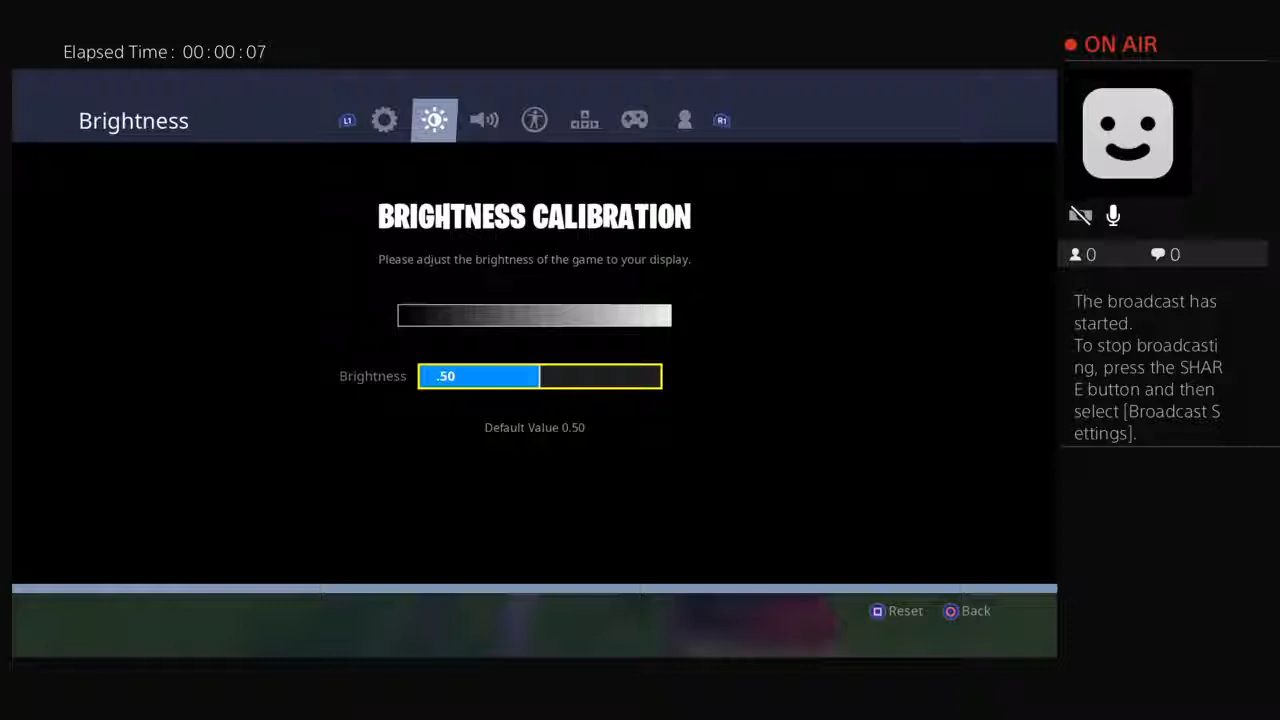 Elapsed Time: 00:00:07
ON AIR
Brightness
L1
R1
BRIGHTNESS CALIBRATION
Please adjust the brightness of the game to your display.
Brightness .50
Default Value 0.50
Reset Back
0 0
The broadcast has
started.
To stop broadcasti
ng, press the SHAR
E button and then
select [Broadcast S
ettings].